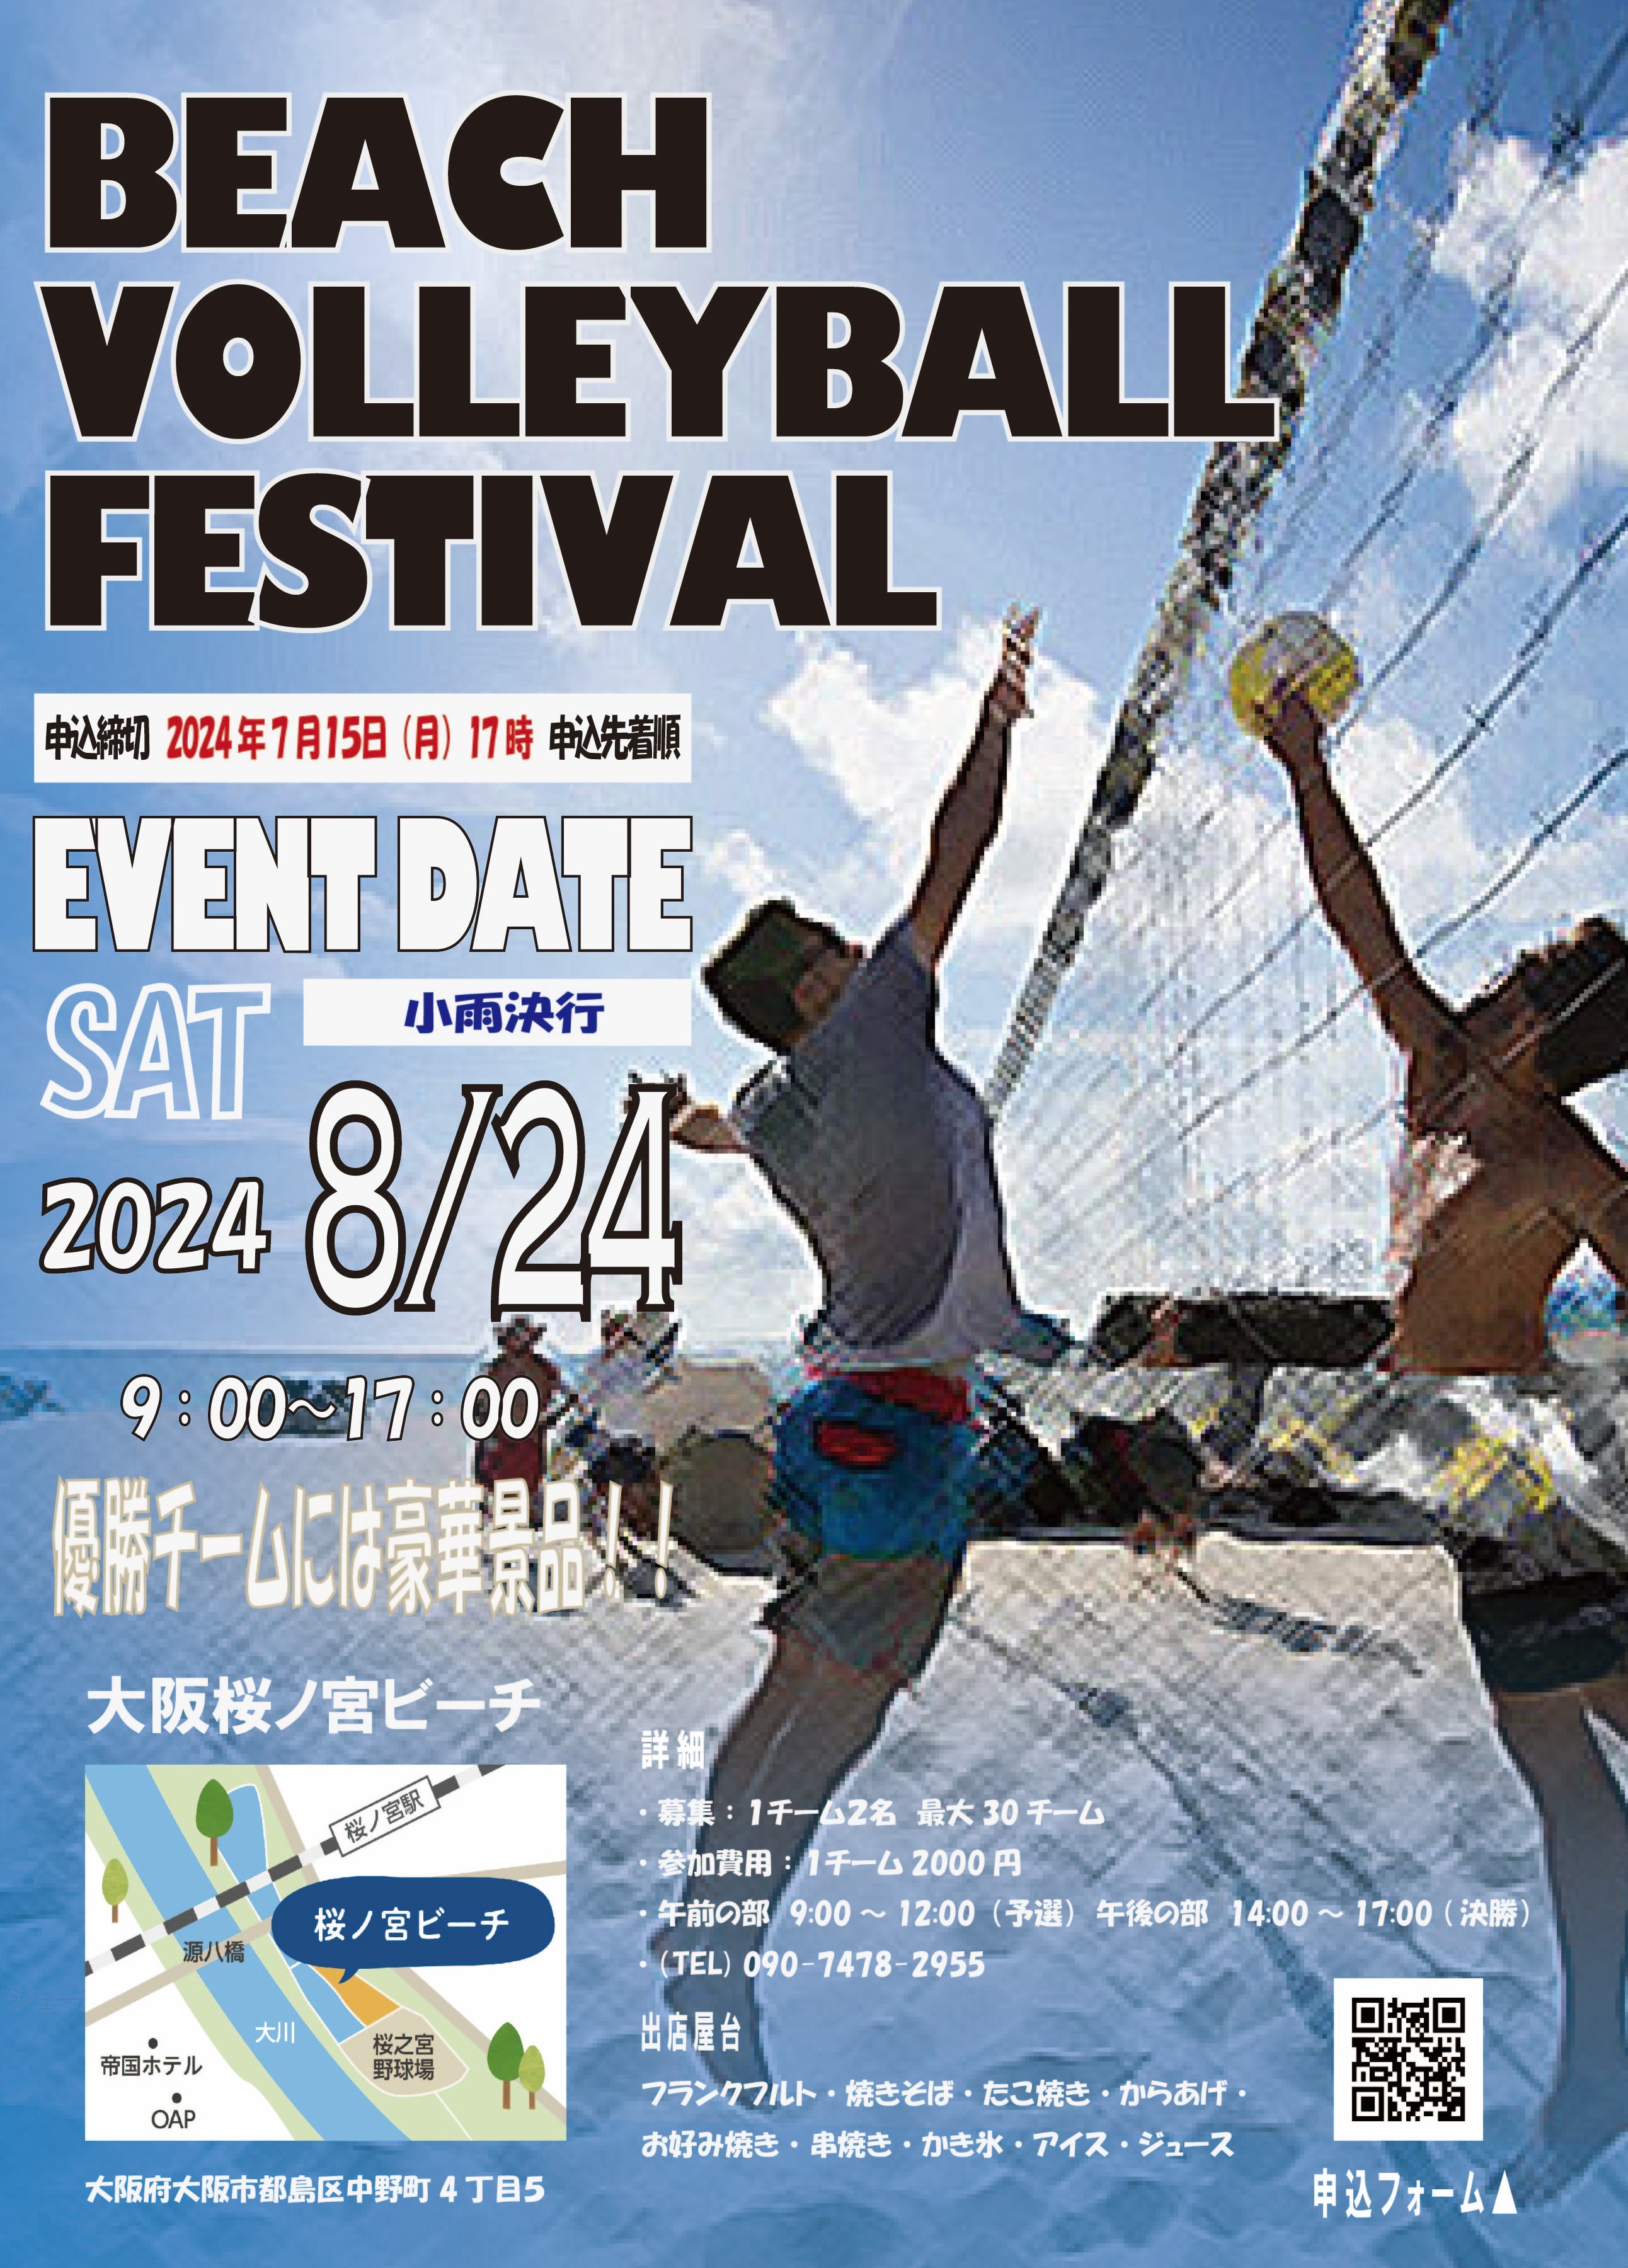 BEACH
VOLLEYBALL
FESTIVAL
申込締切 2024年7月15日（月）17時 申込先着順
EVENT DATE
SAT
小雨決行
2024 8/24
9：00～17：00
優勝チームには豪華景品！！
大阪桜ノ宮ビーチ
桜ノ宮駅
桜ノ宮ビーチ
源八橋
大川
桜之宮
野球場
帝国ホテル
OAP
大阪府大阪市都島区中野町4丁目5
詳細
・募集：1チーム2名 最大30チーム
・参加費用：1チーム2000円
・午前の部 9:00～12:00（予選）午後の部 14:00～17:00（決勝）
・(TEL) 090-7478-2955
出店屋台
フランクフルト・焼きそば・たこ焼き・からあげ・
お好み焼き・串焼き・かき氷・アイス・ジュース
申込フォーム▲